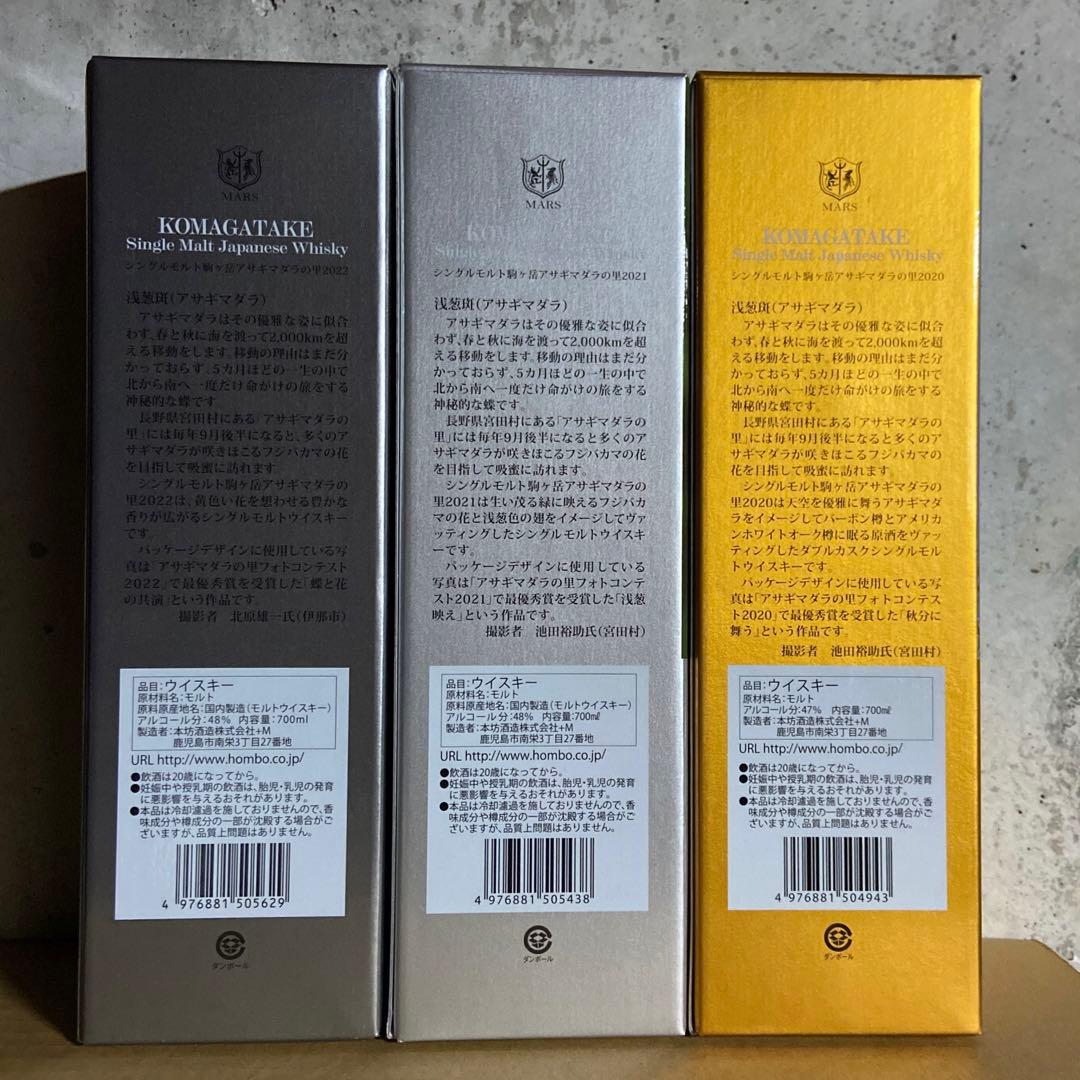 MARS
KOMAGATAKE
Single Malt Japanese Whisky
シングルモルト駒ヶ岳アサギマダラの里2022
浅葱斑(アサギマダラ)
アサギマダラはその優雅な姿に似合
わず､春と秋に海を渡って2,000kmを超
える移動をします｡移動の理由はまだ分
かっておらず､5カ月ほどの一生の中で
北から南へ一度だけ命がけの旅をする
神秘的な蝶です｡
長野県宮田村にある｢アサギマダラの
里｣には毎年9月後半になると､多くのア
サギマダラが咲きほこるフジバカマの花
を目指して吸蜜に訪れます｡
シングルモルト駒ヶ岳アサギマダラの
里2022は､黄色い花を想わせる豊かな
香りが広がるシングルモルトウイスキー
です｡
パッケージデザインに使用している写
真は｢アサギマダラの里フォトコンテスト
2022｣で最優秀賞を受賞した｢蝶と花
の共演｣という作品です｡
撮影者 北原雄一氏(伊那市)
品目:ウイスキー
原材料名:モルト
原料原産地名:国内製造(モルトウイスキー)
アルコール分:48% 内容量:700ml
製造者:本坊酒造株式会社+M
鹿児島市南栄3丁目27番地
URL http://www.hombo.co.jp/
●飲酒は20歳になってから｡
●妊娠中や授乳期の飲酒は､胎児･乳児の発育
に悪影響を与えるおそれがあります｡
●本品は冷却濾過を施しておりませんので､香
味成分や樽成分の一部が沈殿する場合がご
ざいますが､品質上問題はありません｡
4 976881 505629
ダンボール
MARS
KOMAGATAKE
Single Malt Japanese Whisky
シングルモルト駒ヶ岳アサギマダラの里2021
浅葱斑(アサギマダラ)
アサギマダラはその優雅な姿に似合
わず､春と秋に海を渡って2,000kmを超
える移動をします｡移動の理由はまだ分
かっておらず､5カ月ほどの一生の中で
北から南へ一度だけ命がけの旅をする
神秘的な蝶です｡
長野県宮田村にある｢アサギマダラの
里｣には毎年9月後半になると多くのア
サギマダラが咲きほこるフジバカマの花
を目指して吸蜜に訪れます｡
シングルモルト駒ヶ岳アサギマダラの
里2021は生い茂る緑に映えるフジバカ
マの花と浅葱色の翅をイメージしてヴァ
ッティングしたシングルモルトウイスキ
ーです｡
パッケージデザインに使用している
写真は｢アサギマダラの里フォトコンテ
スト2021｣で最優秀賞を受賞した｢浅葱
映え｣という作品です｡
撮影者 池田裕助氏(宮田村)
品目:ウイスキー
原材料名:モルト
原料原産地名:国内製造(モルトウイスキー)
アルコール分:48% 内容量:700㎖
製造者:本坊酒造株式会社+M
鹿児島市南栄3丁目27番地
URL http://www.hombo.co.jp/
●飲酒は20歳になってから｡
●妊娠中や授乳期の飲酒は､胎児･乳児の発育
に悪影響を与えるおそれがあります｡
●本品は冷却濾過を施しておりませんので､香
味成分や樽成分の一部が沈殿する場合がご
ざいますが､品質上問題はありません｡
4 976881 505438
ダンボール
MARS
KOMAGATAKE
Single Malt Japanese Whisky
シングルモルト駒ヶ岳アサギマダラの里2020
浅葱斑(アサギマダラ)
アサギマダラはその優雅な姿に似合
わず､春と秋に海を渡って2,000kmを超
える移動をします｡移動の理由はまだ分
かっておらず､5カ月ほどの一生の中で
北から南へ一度だけ命がけの旅をする
神秘的な蝶です｡
長野県宮田村にある｢アサギマダラの
里｣には毎年9月後半になると多くのア
サギマダラが咲きほこるフジバカマの
花を目指して吸蜜に訪れます｡
シングルモルト駒ヶ岳アサギマダラの
里2020は天空を優雅に舞うアサギマダ
ラをイメージしてバーボン樽とアメリカ
ンホワイトオーク樽に眠る原酒をヴァッ
ティングしたダブルカスクシングルモル
トウイスキーです｡
パッケージデザインに使用している写
真は｢アサギマダラの里フォトコンテス
ト2020｣で最優秀賞を受賞した｢秋分に
舞う｣という作品です｡
撮影者 池田裕助氏(宮田村)
品目:ウイスキー
原材料名:モルト
アルコール分:47% 内容量:700㎖
製造者:本坊酒造株式会社+M
鹿児島市南栄3丁目27番地
URL http://www.hombo.co.jp/
●飲酒は20歳になってから｡
●妊娠中や授乳期の飲酒は､胎児･乳児の発育
に悪影響を与えるおそれがあります｡
●本品は冷却濾過を施しておりませんので､香
味成分や樽成分の一部が沈殿する場合がご
ざいますが､品質上問題はありません｡
4 976881 504943
ダンボール